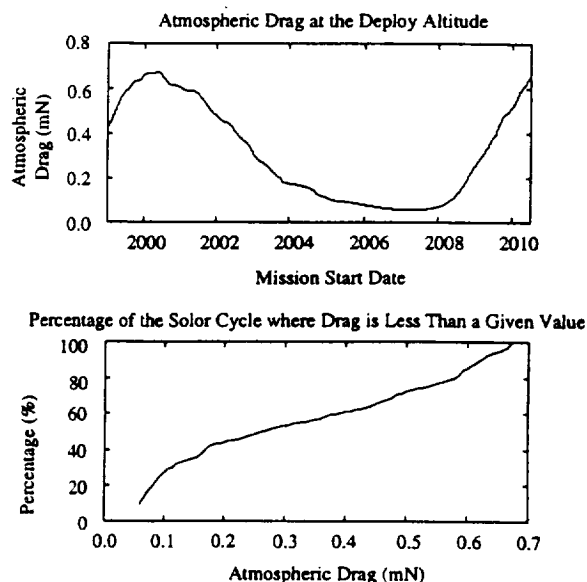 Atmospheric Drag at the Deploy Altitude
0.8
0.6
0.4
0.2
0.0
Atmospheric
Drag (mN)
2000 2002 2004 2006 2008 2010
Mission Start Date
Percentage of the Solor Cycle where Drag is Less Than a Given Value
100
80
60
40
20
0
Percentage (%)
0.0 0.1 0.2 0.3 0.4 0.5 0.6 0.7
Atmospheric Drag (mN)